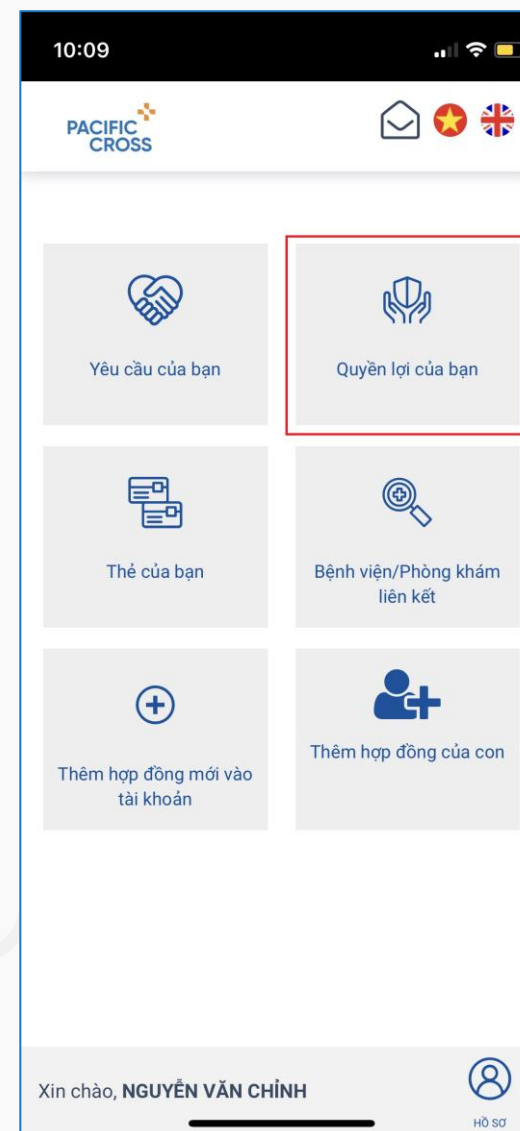 10:09
PACIFIC
CROSS
Yêu cầu của bạn
Quyền lợi của bạn
Thẻ của bạn
Bệnh viện/Phòng khám
liên kết
Thêm hợp đồng mới vào
tài khoản
Thêm hợp đồng của con
Xin chào, NGUYỄN VĂN CHỈNH
HỒ SƠ